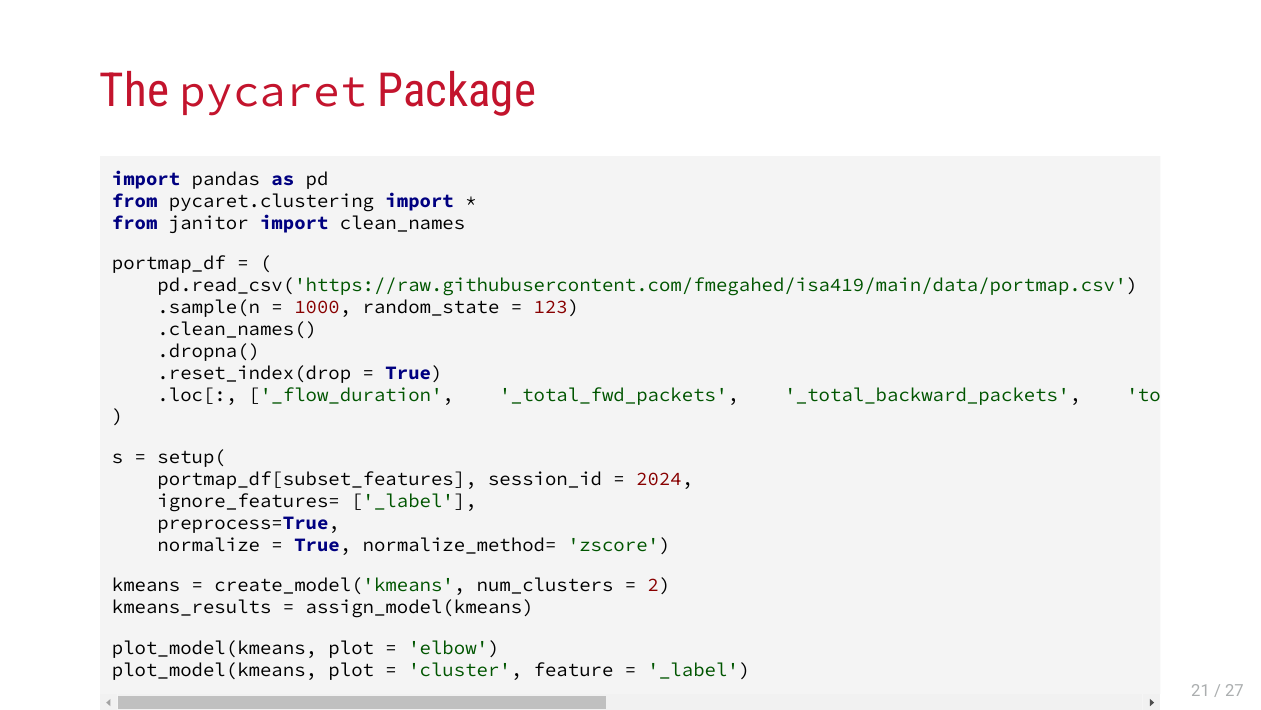 The pycaret Package
import pandas as pd
from pycaret.clustering import *
from janitor import clean_names
portmap_df = (
    pd.read_csv('https://raw.githubusercontent.com/fmegahed/isa419/main/data/portmap.csv')
    .sample(n = 1000, random_state = 123)
    .clean_names()
    .dropna()
    .reset_index(drop = True)
    .loc[:, ['_flow_duration',    '_total_fwd_packets',    '_total_backward_packets',    'to
)
s = setup(
    portmap_df[subset_features], session_id = 2024,
    ignore_features= ['_label'],
    preprocess=True,
    normalize = True, normalize_method= 'zscore')
kmeans = create_model('kmeans', num_clusters = 2)
kmeans_results = assign_model(kmeans)
plot_model(kmeans, plot = 'elbow')
plot_model(kmeans, plot = 'cluster', feature = '_label')
21 / 27